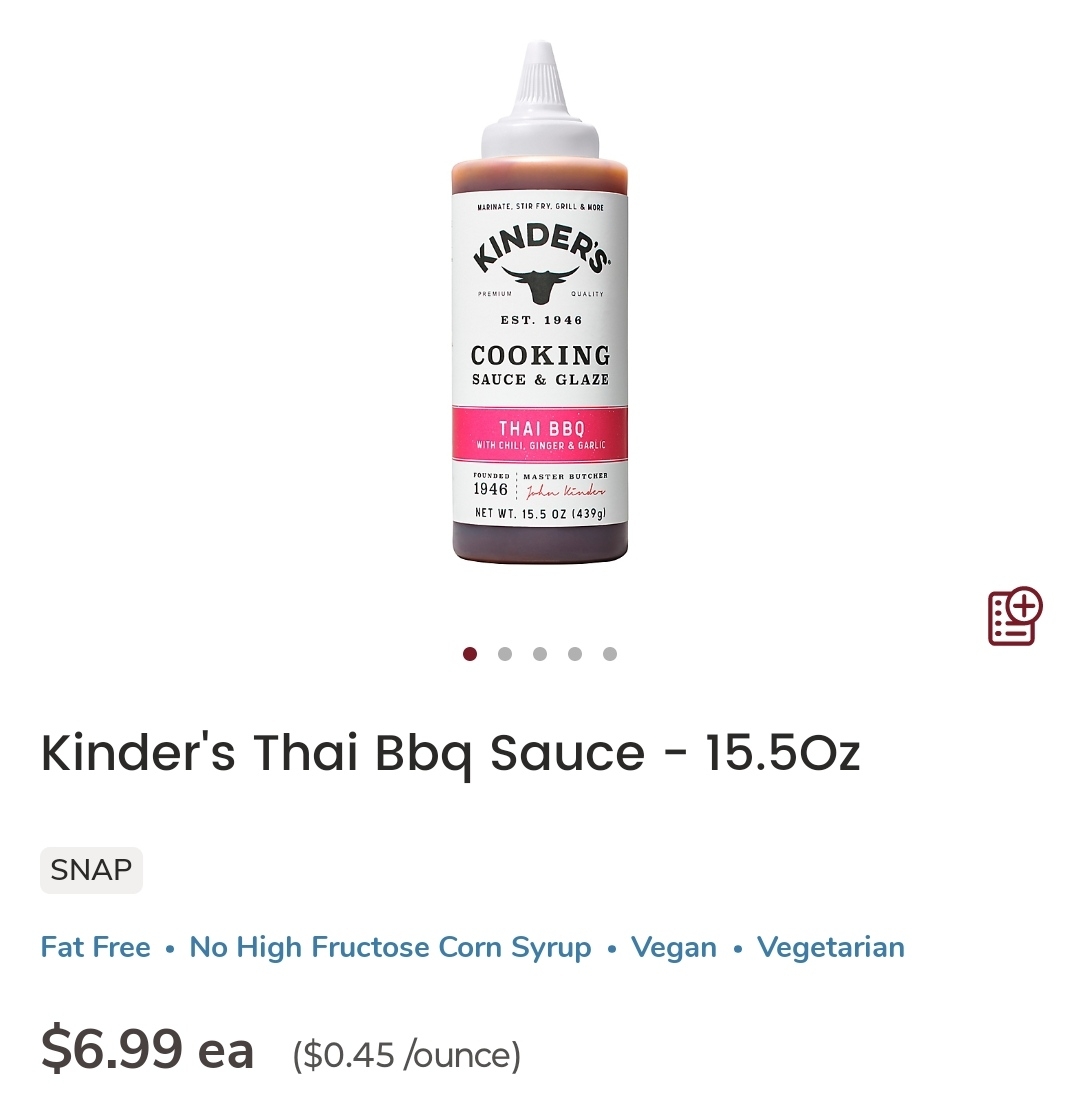 MARINATE, STIR FRY, GRILL & MORE
KINDER'S
PREMIUM QUALITY
EST. 1946
COOKING
SAUCE & GLAZE
THAI BBQ
WITH CHILI, GINGER & GARLIC
FOUNDED MASTER BUTCHER
1946 John Kinder
NET WT. 15.5 OZ (439g)
Kinder's Thai Bbq Sauce - 15.5Oz
SNAP
Fat Free • No High Fructose Corn Syrup • Vegan • Vegetarian
$6.99 ea ($0.45 /ounce)